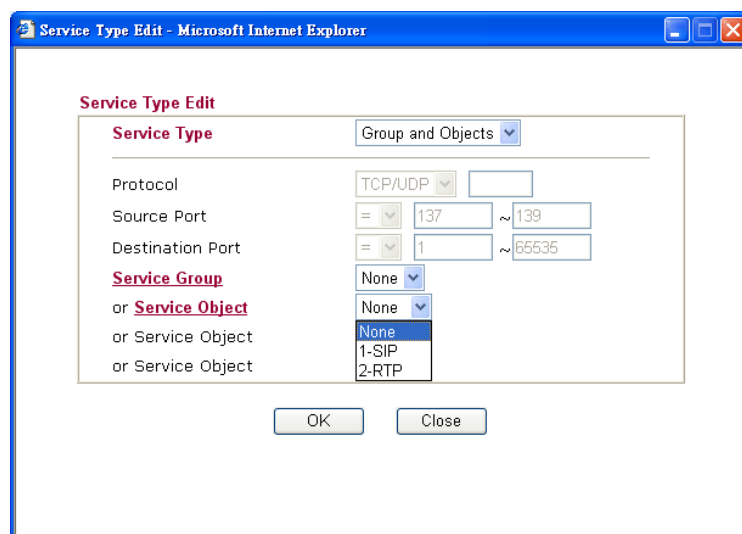 Service Type Edit - Microsoft Internet Explorer
Service Type Edit
Service Type Group and Objects
Protocol TCP/UDP
Source Port = 137 ~ 139
Destination Port = 1 ~ 65535
Service Group None
or Service Object None
or Service Object None
1-SIP
or Service Object 2-RTP
OK Close